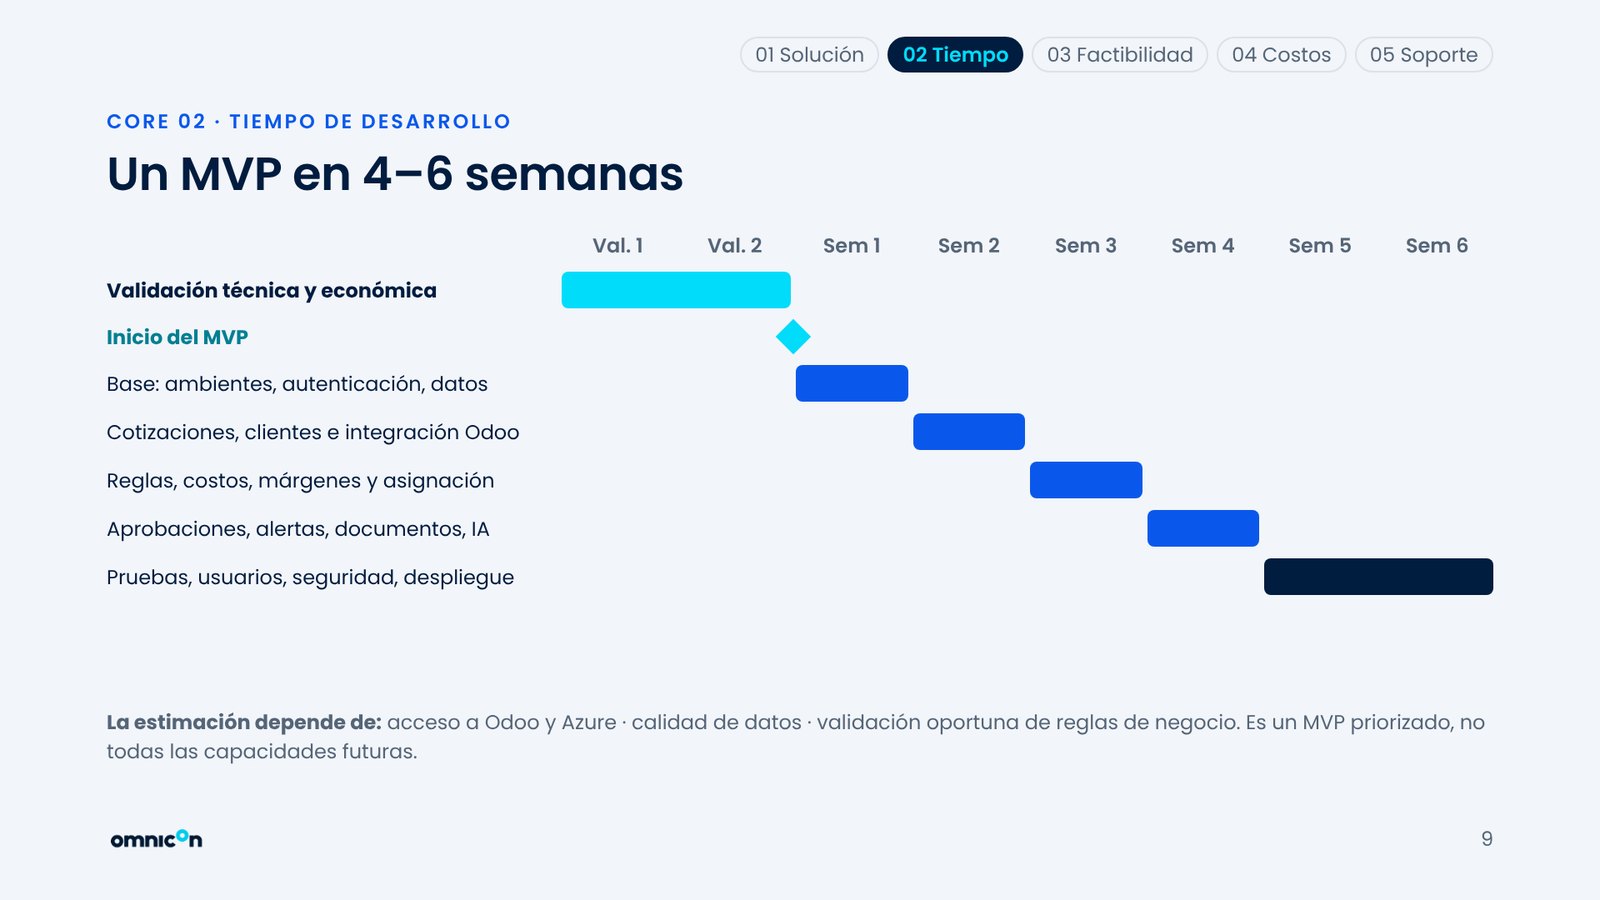 01 Solución
02 Tiempo
03 Factibilidad
04 Costos
05 Soporte
CORE 02 · TIEMPO DE DESARROLLO
Un MVP en 4–6 semanas
Val. 1
Val. 2
Sem 1
Sem 2
Sem 3
Sem 4
Sem 5
Sem 6
Validación técnica y económica
Inicio del MVP
Base: ambientes, autenticación, datos
Cotizaciones, clientes e integración Odoo
Reglas, costos, márgenes y asignación
Aprobaciones, alertas, documentos, IA
Pruebas, usuarios, seguridad, despliegue
La estimación depende de: acceso a Odoo y Azure · calidad de datos · validación oportuna de reglas de negocio. Es un MVP priorizado, no
todas las capacidades futuras.
omnicon
9